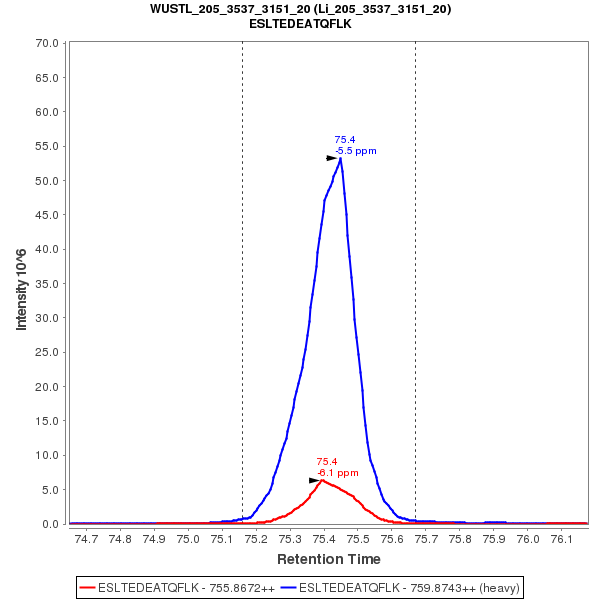 WUSTL_205_3537_3151_20 (Li_205_3537_3151_20)
ESLTEDEATQFLK
70.0
65.0
60.0
55.0
50.0
45.0
40.0
35.0
30.0
25.0
20.0
15.0
10.0
5.0
0.0
Intensity 10^6
75.4
-5.5 ppm
75.4
-6.1 ppm
74.7 74.8 74.9 75.0 75.1 75.2 75.3 75.4 75.5 75.6 75.7 75.8 75.9 76.0 76.1
Retention Time
ESLTEDEATQFLK - 755.8672++ ESLTEDEATQFLK - 759.8743++ (heavy)